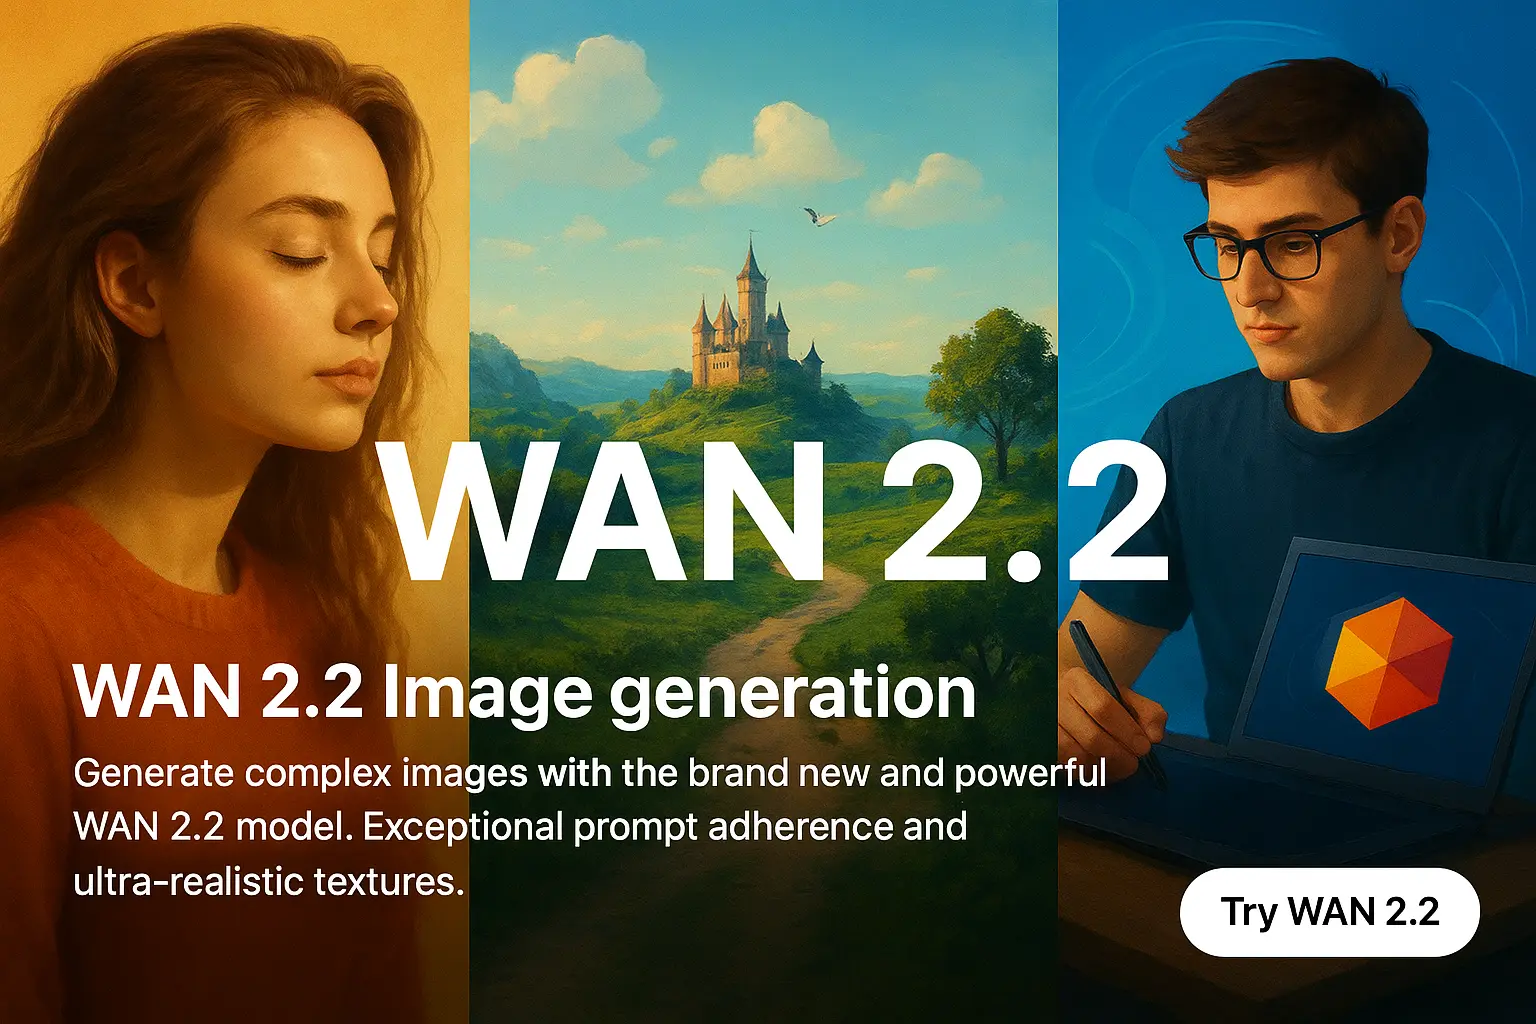 WAN 2.2
WAN 2.2 Image generation
Generate complex images with the brand new and powerful
WAN 2.2 model. Exceptional prompt adherence and
ultra-realistic textures.
Try WAN 2.2